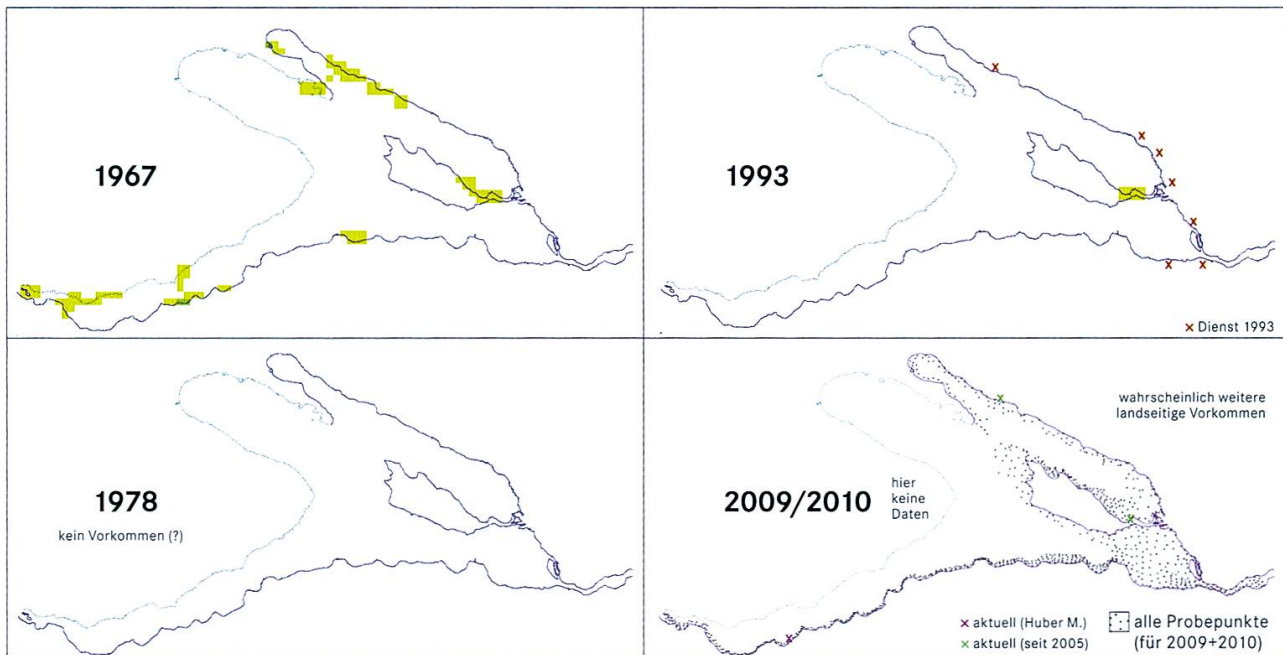 1967
1993
× Dienst 1993
1978
kein Vorkommen (?)
wahrscheinlich weitere
landseitige Vorkommen
2009/2010
hier
keine
Daten
× aktuell (Huber M.)
× aktuell (seit 2005)
alle Probepunkte
(für 2009+2010)